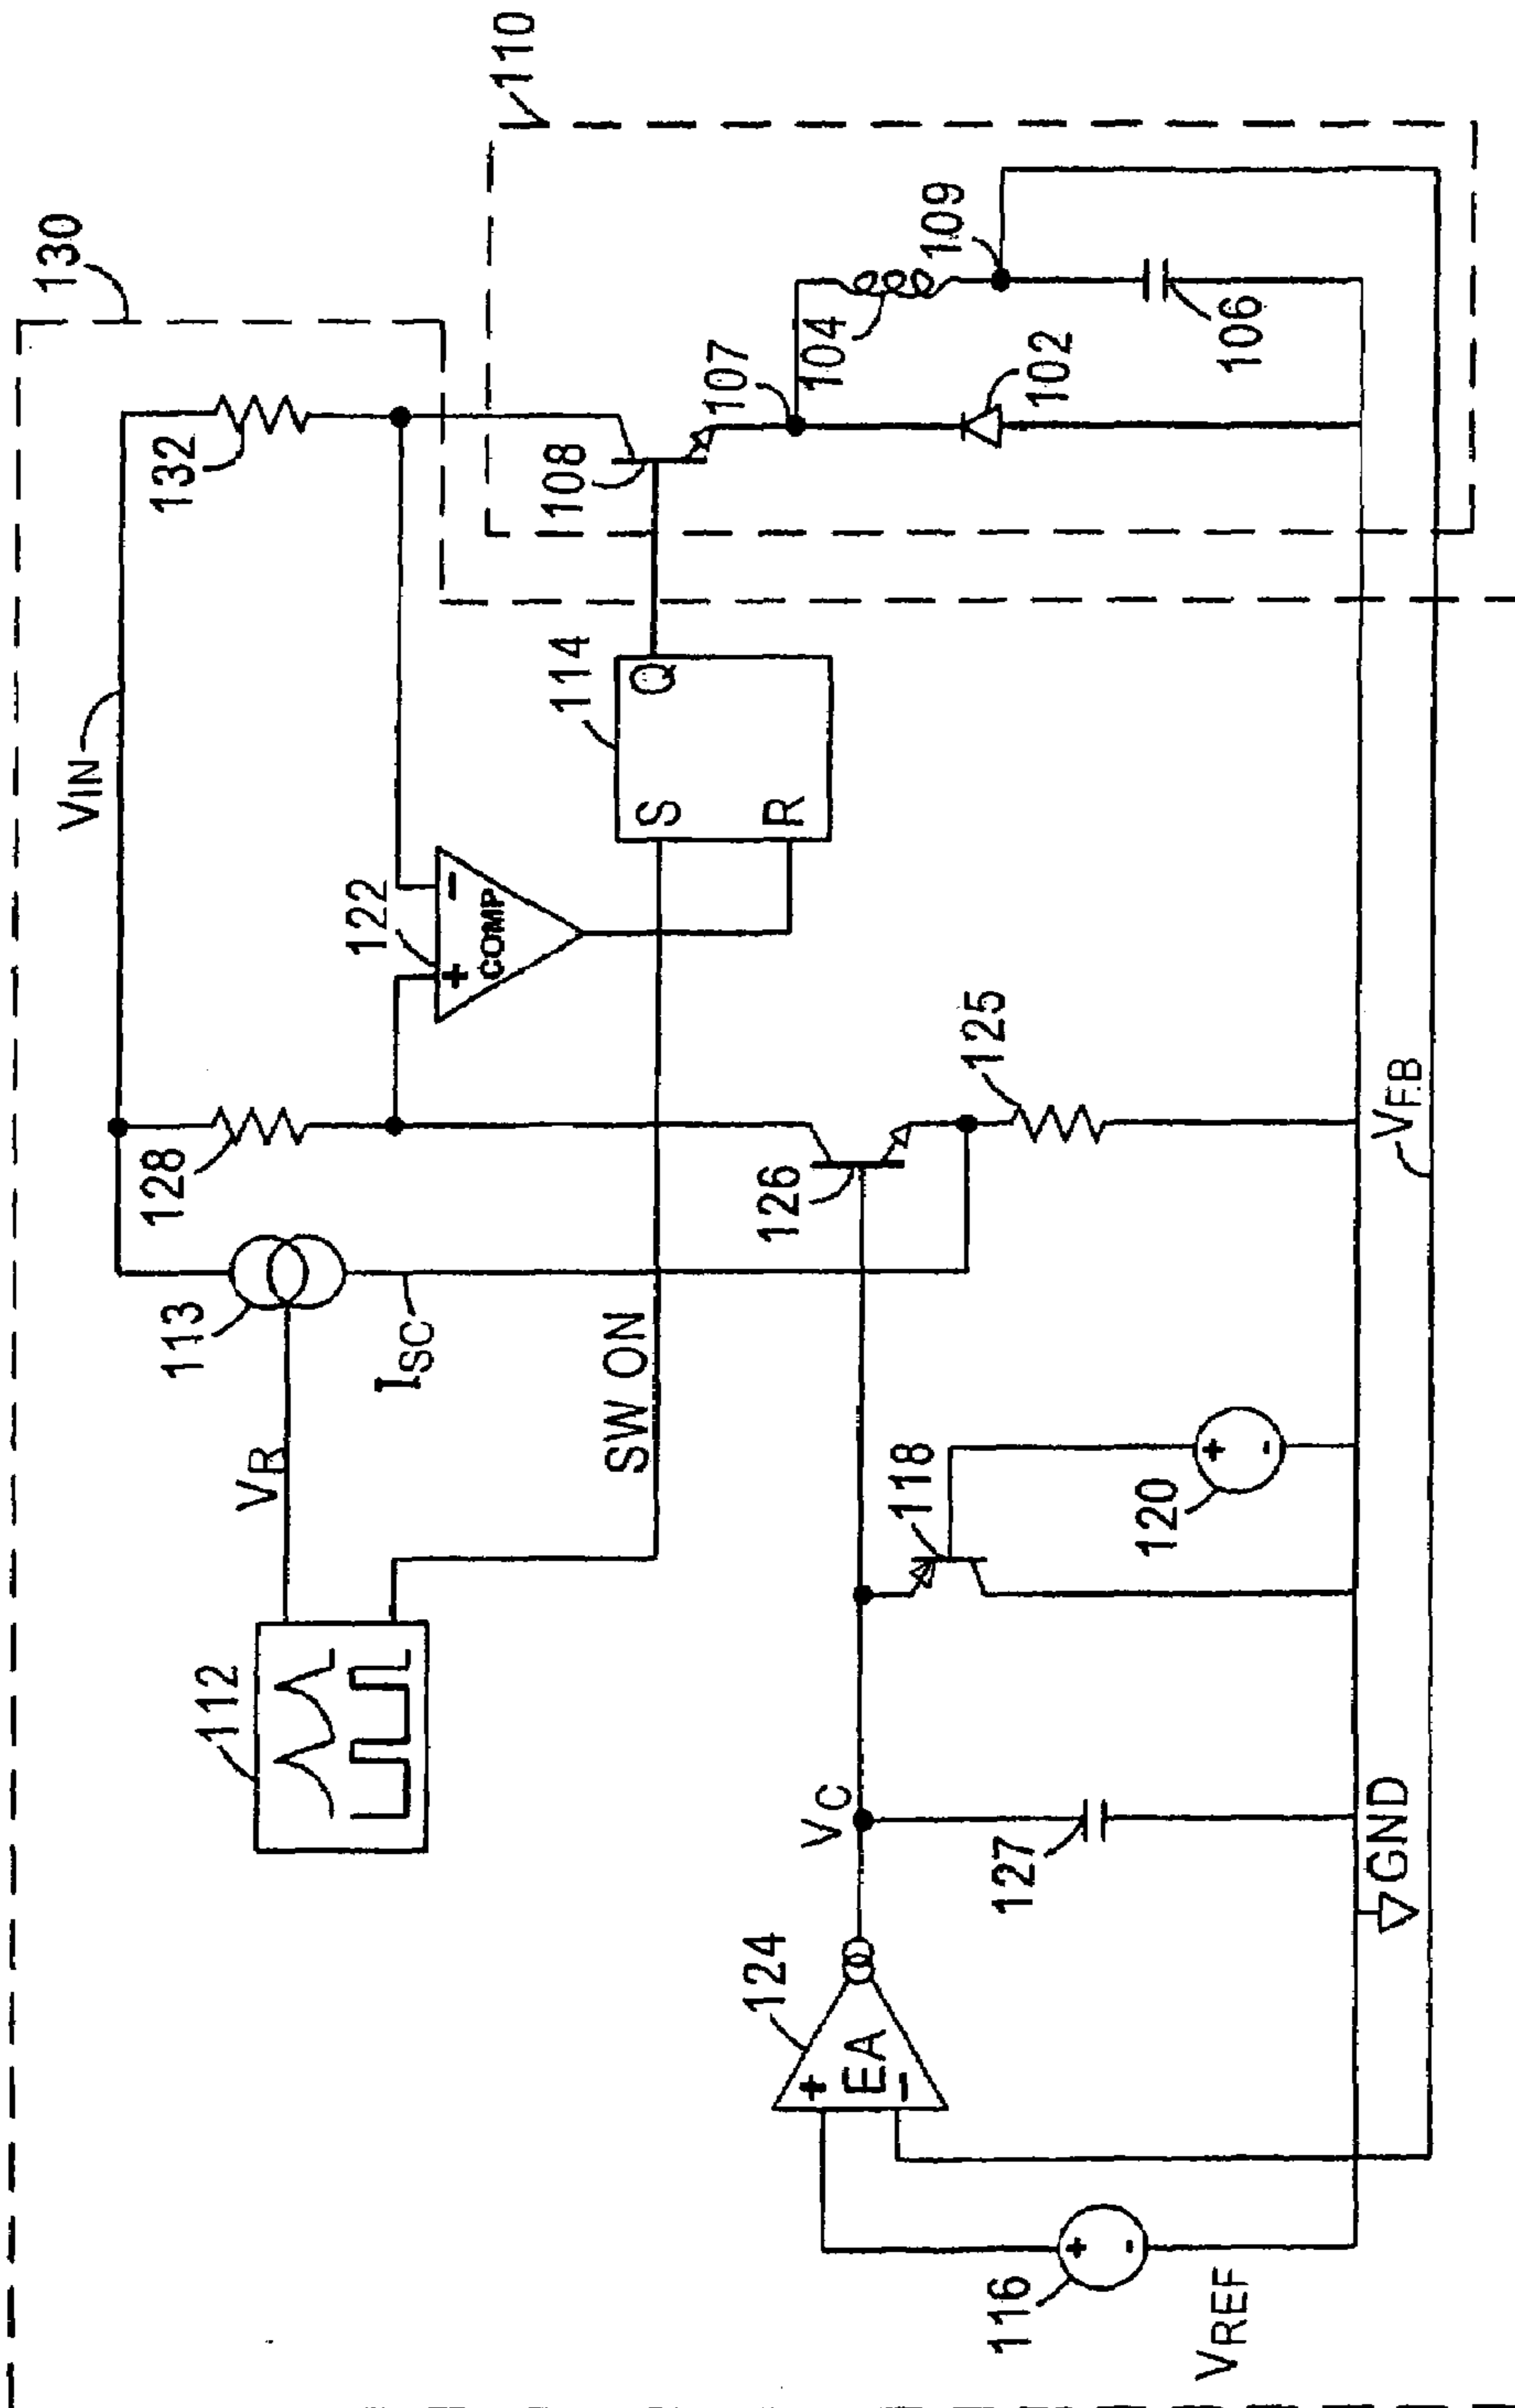 130
110
VIN
132
128
122
+
-
COMP
113
VR
ISC
112
SW ON
114
S
Q
R
108
107
104
109
102
106
126
125
118
120
+
-
VC
127
124
+
EA
-
116
+
-
VREF
GND
VFB